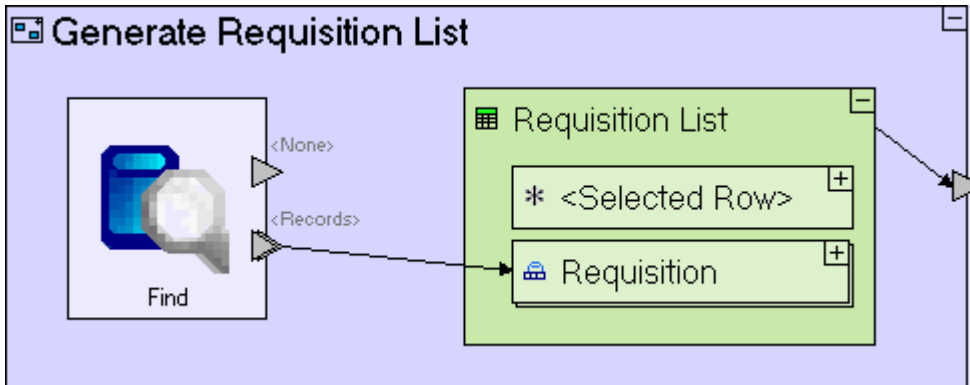 Generate Requisition List
<None>
Requisition List
<Selected Row>
<Records>
Requisition
Find